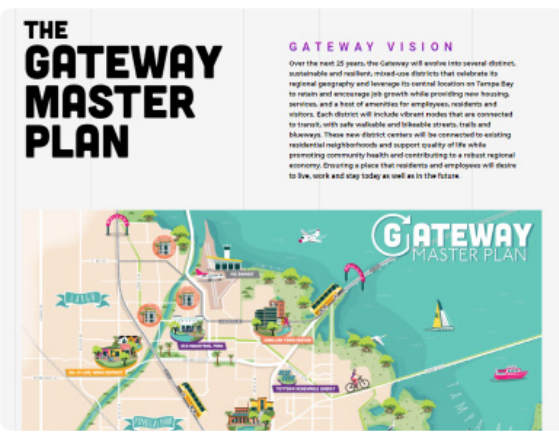 THE
GATEWAY
MASTER
PLAN
GATEWAY VISION
Over the next 25 years, the Gateway will evolve into several distinct,
sustainable and resilient, mixed-use districts that celebrate its
regional geography and leverage its central location on Tampa Bay
to retain and encourage job growth while providing new housing,
services, and a host of amenities for employees, residents and
visitors. Each district will include vibrant nodes that are connected
to transit, with safe walkable and bikeable streets, trails and
blueways. These new district centers will be connected to existing
residential neighborhoods and support quality of life while
promoting community health and contributing to a robust regional
economy. Ensuring a place that residents and employees will desire
to live, work and stay today as well as in the future.
GATEWAY
MASTER PLAN
LARGO